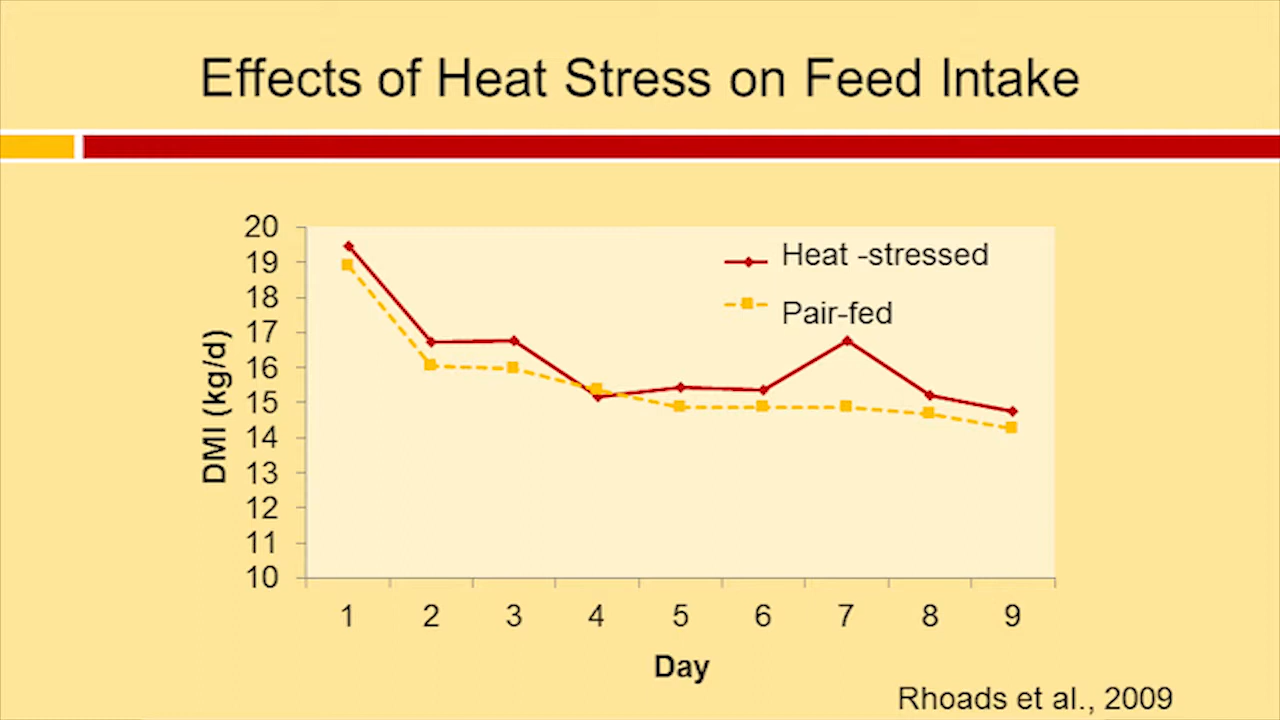 Effects of Heat Stress on Feed Intake
20
19
18
17
16
15
14
13
12
11
10
DMI (kg/d)
Heat -stressed
Pair-fed
1 2 3 4 5 6 7 8 9
Day
Rhoads et al., 2009